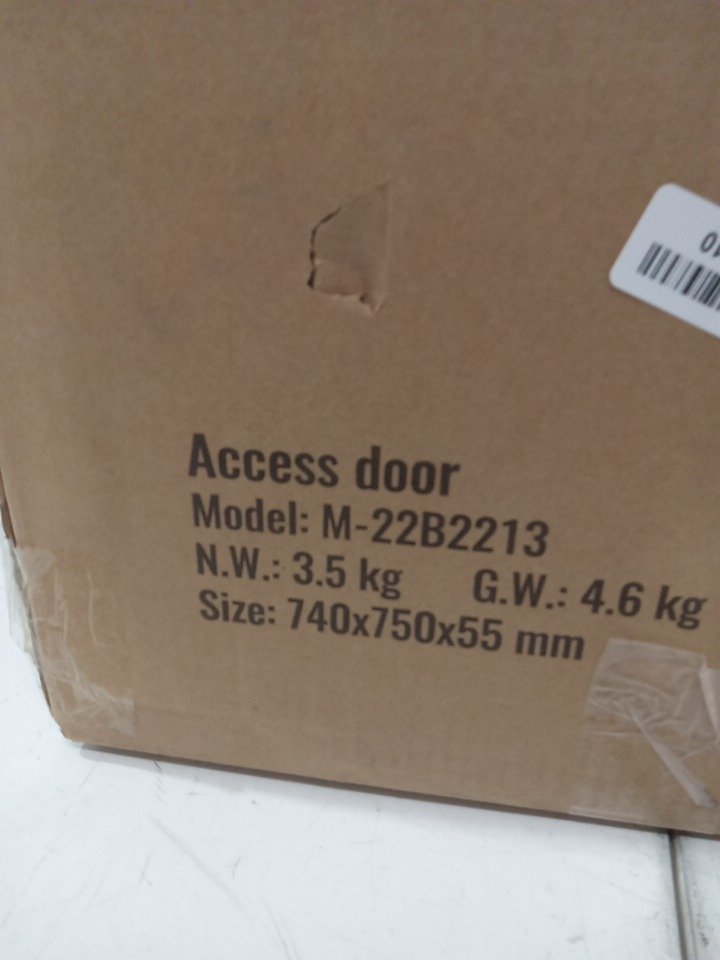 Access door
Model: M-22B2213
N.W.: 3.5 kg G.W.: 4.6 kg
Size: 740x750x55 mm